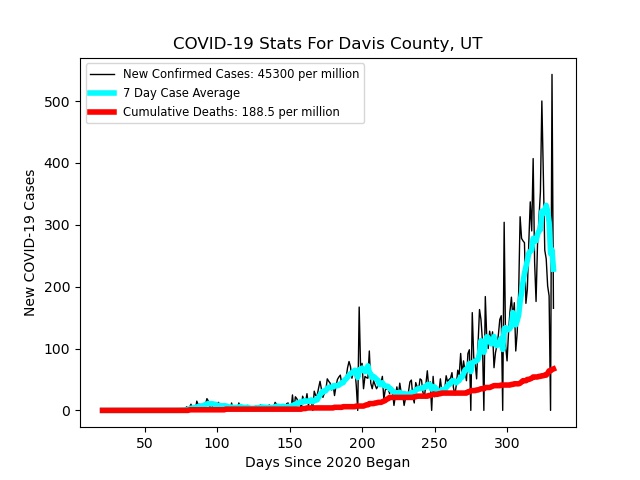 COVID-19 Stats For Davis County, UT
New Confirmed Cases: 45300 per million
7 Day Case Average
Cumulative Deaths: 188.5 per million
New COVID-19 Cases
500
400
300
200
100
0
50 100 150 200 250 300
Days Since 2020 Began